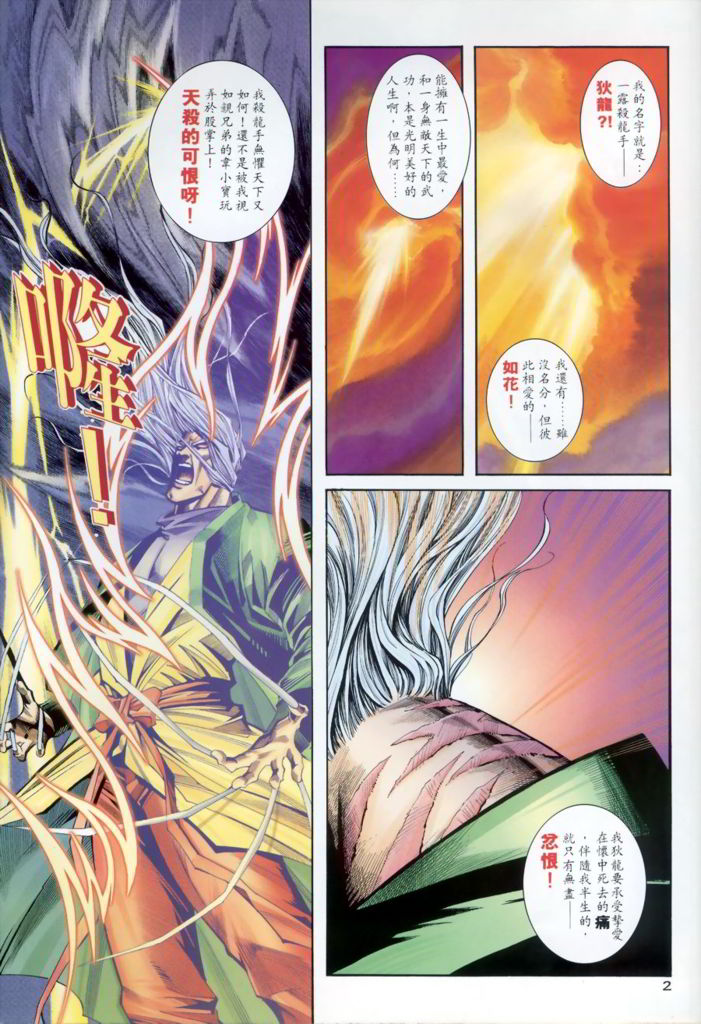 我的名字就是…
一露殺龍手——
狄龍?!
我還有……雖
沒名分，但彼
此相愛的——
如花！
能擁有一生中最愛，
和一身無敵天下的武
功，本是光明美好的
人生啊，但為何……
我狄龍要承受摯愛
在懷中死去的痛
，伴隨我半生的，
就只有無盡——
忿恨！
我殺龍手無懼天下又
如何！還不是被我視
如親兄弟的韋小寶玩
弄於股掌上！
天殺的可恨呀！
2